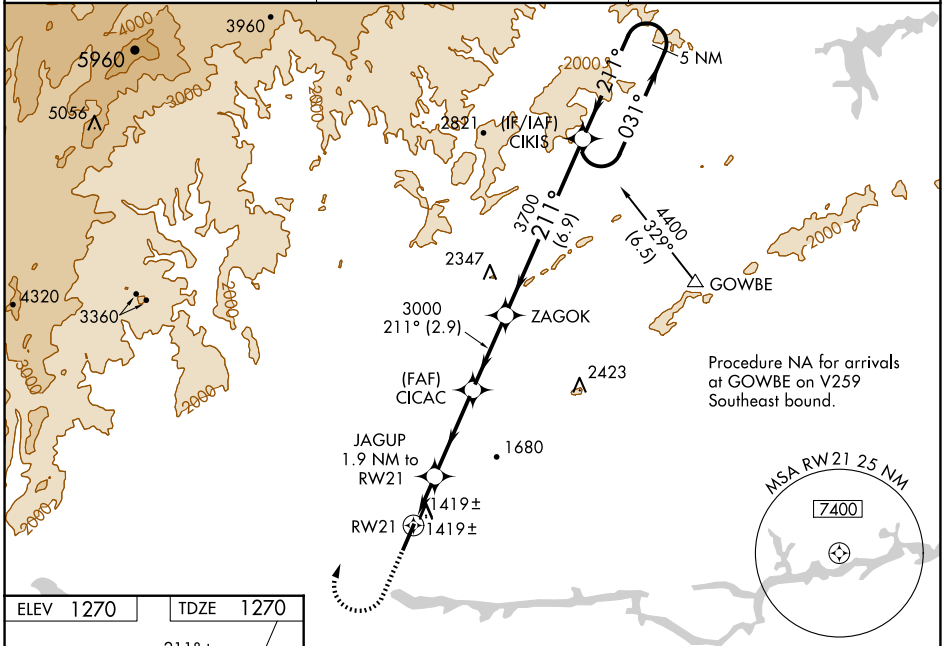 3960
4000
5960
3000
5056
2000
2821
(IF/IAF)
CIKIS
2000
211°
031°
5 NM
3700
211°
(6.9)
4400
329°
(6.5)
2000
GOWBE
2347
ZAGOK
4320
3360
2000
3000
3000
211° (2.9)
(FAF)
CICAC
2423
Procedure NA for arrivals
at GOWBE on V259
Southeast bound.
2000
JAGUP
1.9 NM to
RW21
1680
2000
1419±
RW21
1419±
MSA RW21 25 NM
7400
ELEV 1270
TDZE 1270